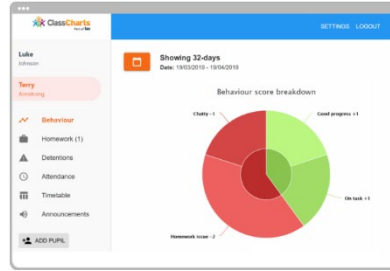 ClassCharts
SETTINGS LOGOUT
Luke
Johnson
Terry
Armstrong
Behaviour
Homework (1)
Detentions
Attendance
Timetable
Announcements
ADD PUPIL
Showing 32-days
Date: 19/03/2019 - 19/04/2019
Behaviour score breakdown
Chatty -1
Good progress +1
On task +1
Homework issue -2